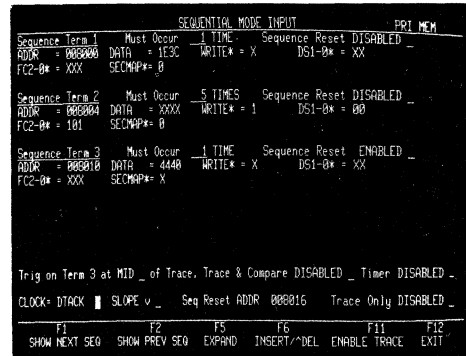 SEQUENTIAL MODE INPUT PRI MEM
Sequence Term 1 Must Occur 1 TIME Sequence Reset DISABLED _
ADDR = 008000 DATA = 1E3C WRITE* = X DS1-0* = XX
FC2-0* = XXX SECMAP*= 0
Sequence Term 2 Must Occur 5 TIMES Sequence Reset DISABLED _
ADDR = 008004 DATA = XXXX WRITE* = 1 DS1-0* = 00
FC2-0* = 101 SECMAP*= 0
Sequence Term 3 Must Occur 1 TIME Sequence Reset ENABLED _
ADDR = 008010 DATA = 4440 WRITE* = X DS1-0* = XX
FC2-0* = XXX SECMAP*= X
Trig on Term 3 at MID _ of Trace, Trace & Compare DISABLED _ Timer DISABLED _
CLOCK= DTACK SLOPE v _ Seq Reset ADDR 008016 Trace Only DISABLED _
F1 F2 F5 F6 F11 F12
SHOW NEXT SEQ SHOW PREV SEQ EXPAND INSERT/^DEL ENABLE TRACE EXIT